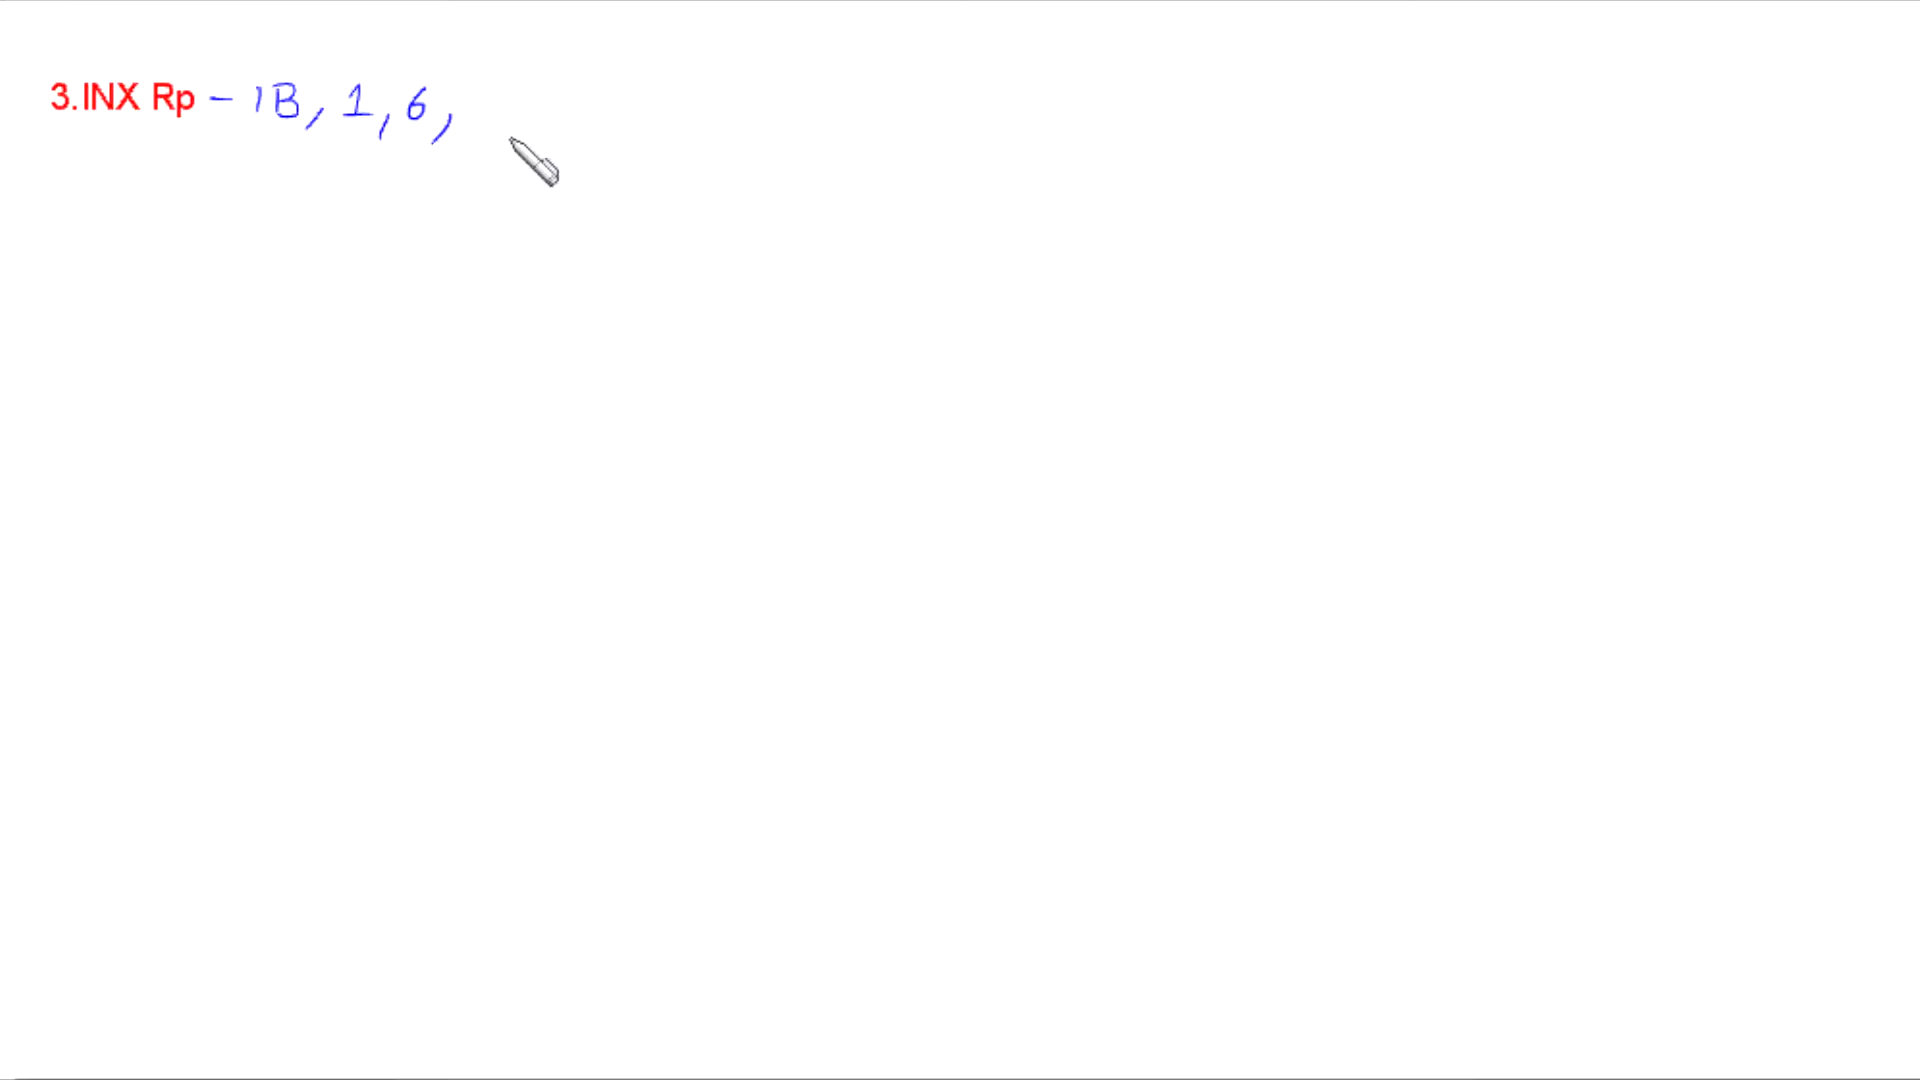 3.INX Rp - 1B, 1, 6,